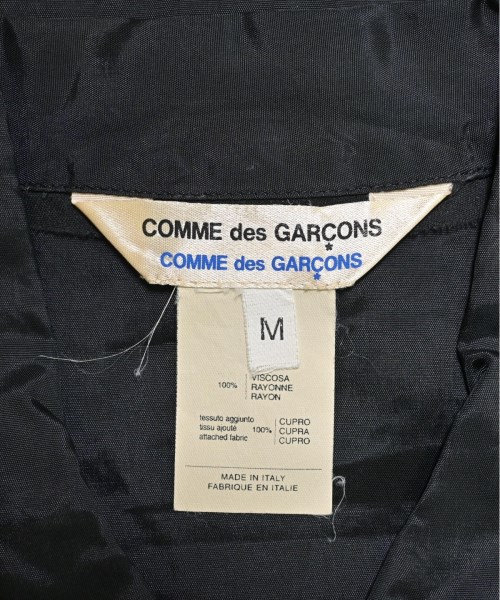 COMME des GARÇONS
COMME des GARÇONS
M
100% VISCOSA
RAYONNE
RAYON
tessuto aggiunto CUPRO
tissu ajouté 100% CUPRA
attached fabric CUPRO
MADE IN ITALY
FABRIQUE EN ITALIE